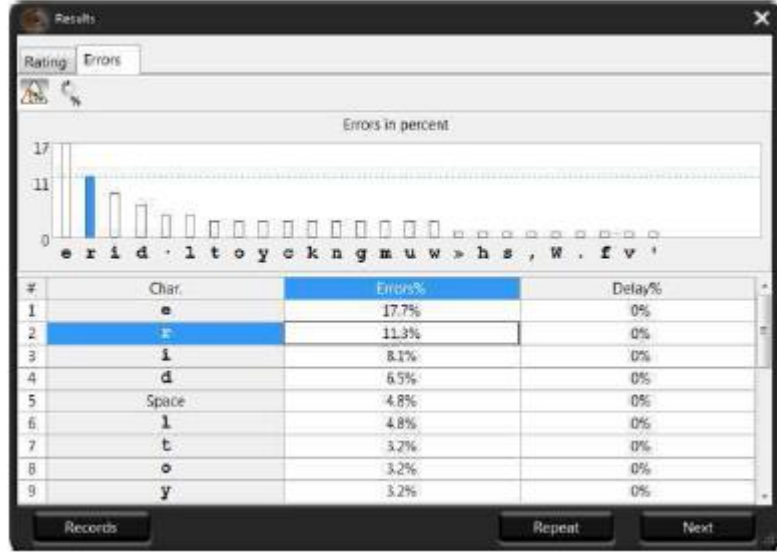 Results
Rating Errors
Errors in percent
17
11
0
e r i d · l t o y c k n g m u w » h s , W . f v '
# Char. Errors% Delay%
1 e 17.7% 0%
2 r 11.3% 0%
3 i 8.1% 0%
4 d 6.5% 0%
5 Space 4.8% 0%
6 l 4.8% 0%
7 t 3.2% 0%
8 o 3.2% 0%
9 y 3.2% 0%
Records Repeat Next